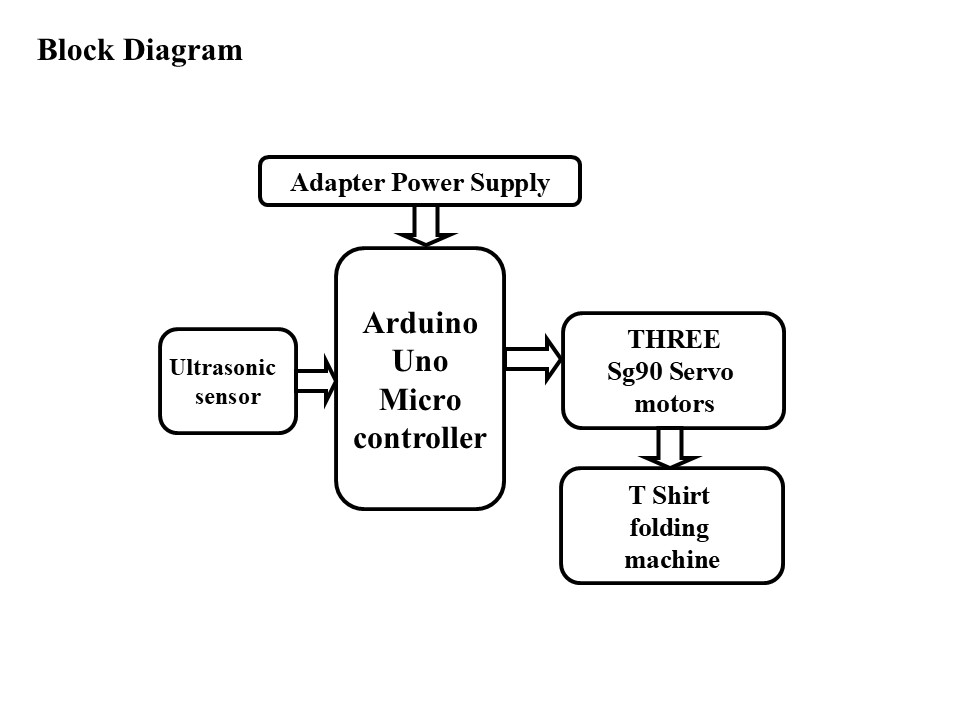 Block Diagram
Adapter Power Supply
Arduino
Uno
Micro
controller
Ultrasonic
sensor
THREE
Sg90 Servo
motors
T Shirt
folding
machine